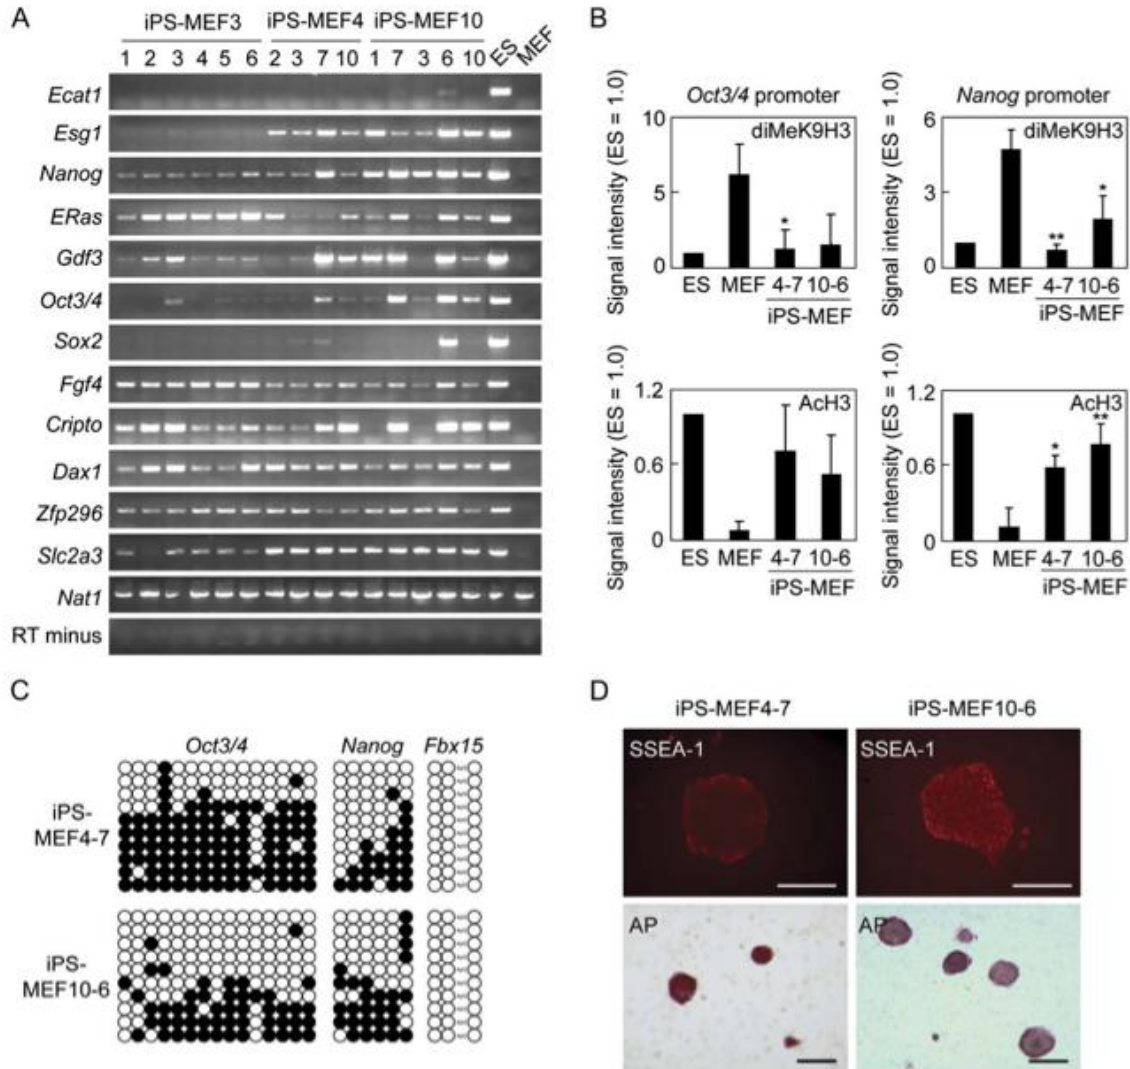 A
iPS-MEF3 iPS-MEF4 iPS-MEF10
1 2 3 4 5 6 2 3 7 10 1 7 3 6 10 ES MEF
Ecat1
Esg1
Nanog
ERas
Gdf3
Oct3/4
Sox2
Fgf4
Cripto
Dax1
Zfp296
Slc2a3
Nat1
RT minus
B
Oct3/4 promoter
Signal intensity (ES = 1.0)
10
5
0
diMeK9H3
*
ES MEF 4-7 10-6
iPS-MEF
Nanog promoter
Signal intensity (ES = 1.0)
6
3
0
diMeK9H3
**
*
ES MEF 4-7 10-6
iPS-MEF
Signal intensity (ES = 1.0)
1.2
0.6
0
AcH3
ES MEF 4-7 10-6
iPS-MEF
Signal intensity (ES = 1.0)
1.2
0.6
0
AcH3
*
**
ES MEF 4-7 10-6
iPS-MEF
C
Oct3/4 Nanog Fbx15
iPS-
MEF4-7
iPS-
MEF10-6
D
iPS-MEF4-7 iPS-MEF10-6
SSEA-1 SSEA-1
AP AP